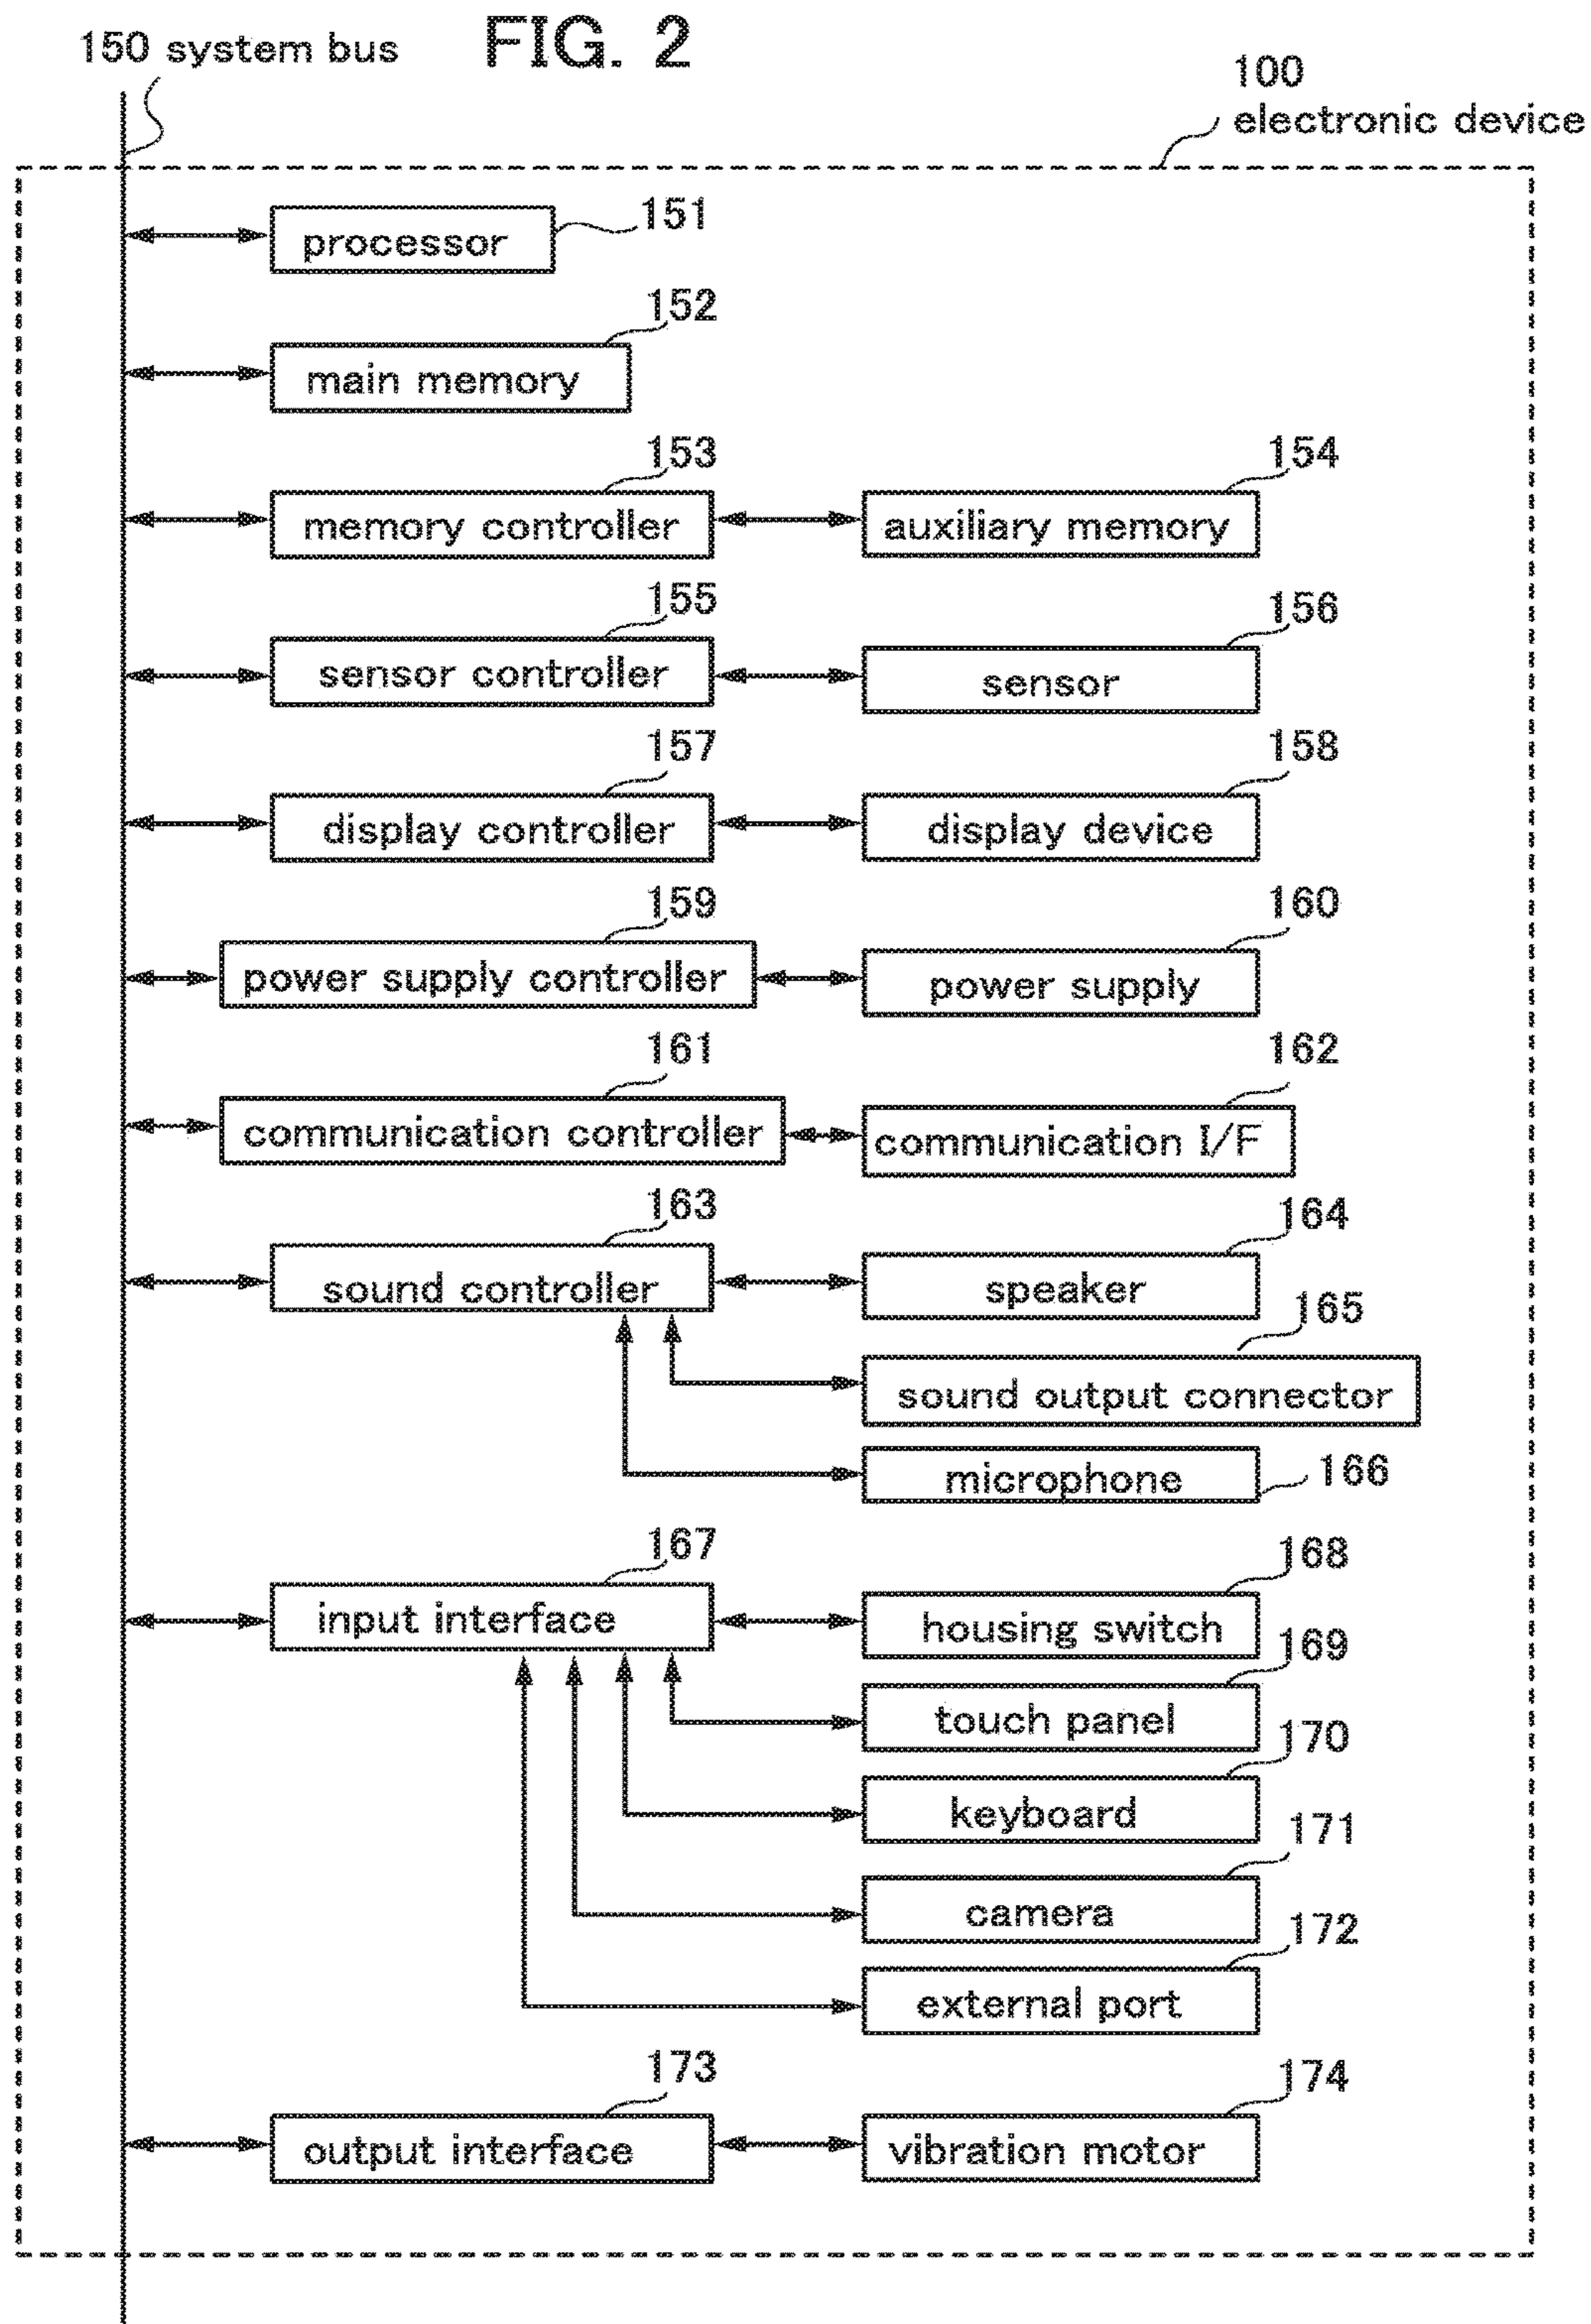 FIG. 2
150 system bus
100
electronic device
151
processor
152
main memory
153
memory controller
154
auxiliary memory
155
sensor controller
156
sensor
157
display controller
158
display device
159
power supply controller
160
power supply
161
communication controller
162
communication I/F
163
sound controller
164
speaker
165
sound output connector
microphone
166
167
input interface
168
housing switch
169
touch panel
170
keyboard
171
camera
172
external port
173
output interface
174
vibration motor